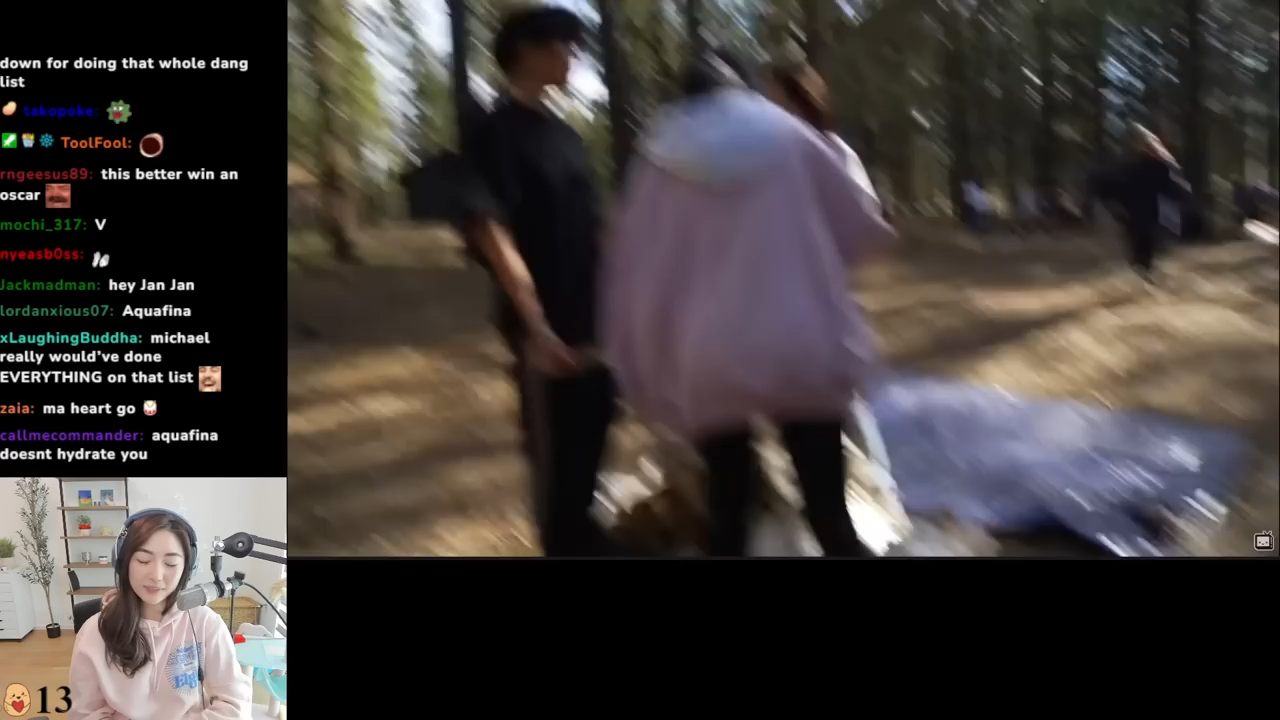 down for doing that whole dang
list
takopoke:
ToolFool:
rngeesus89: this better win an
oscar
mochi_317: V
nyeasb0ss:
Jackmadman: hey Jan Jan
lordanxious07: Aquafina
xLaughingBuddha: michael
really would've done
EVERYTHING on that list
zaia: ma heart go
callmecommander: aquafina
doesnt hydrate you
13